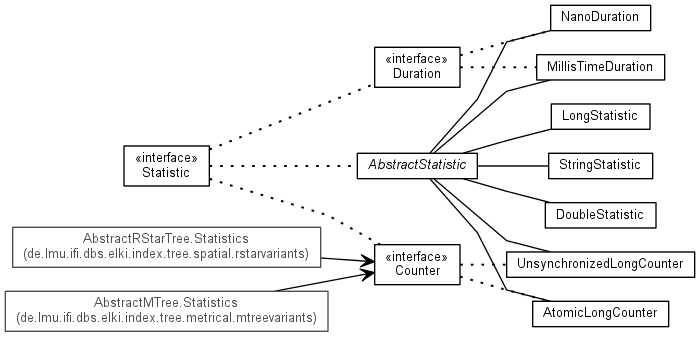 NanoDuration
«interface»
Duration
MillisTimeDuration
LongStatistic
«interface»
Statistic
AbstractStatistic
StringStatistic
DoubleStatistic
AbstractRStarTree.Statistics
(de.lmu.ifi.dbs.elki.index.tree.spatial.rstarvariants)
«interface»
Counter
UnsynchronizedLongCounter
AbstractMTree.Statistics
(de.lmu.ifi.dbs.elki.index.tree.metrical.mtreevariants)
AtomicLongCounter